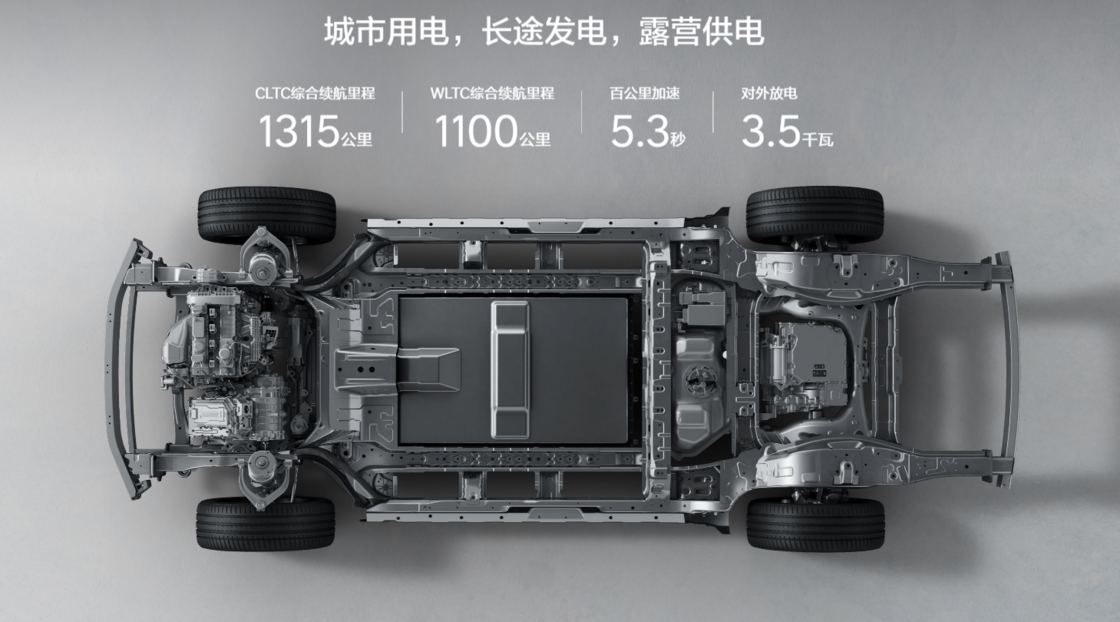 城市用电，长途发电，露营供电
CLTC综合续航里程
1315公里
WLTC综合续航里程
1100公里
百公里加速
5.3秒
对外放电
3.5千瓦